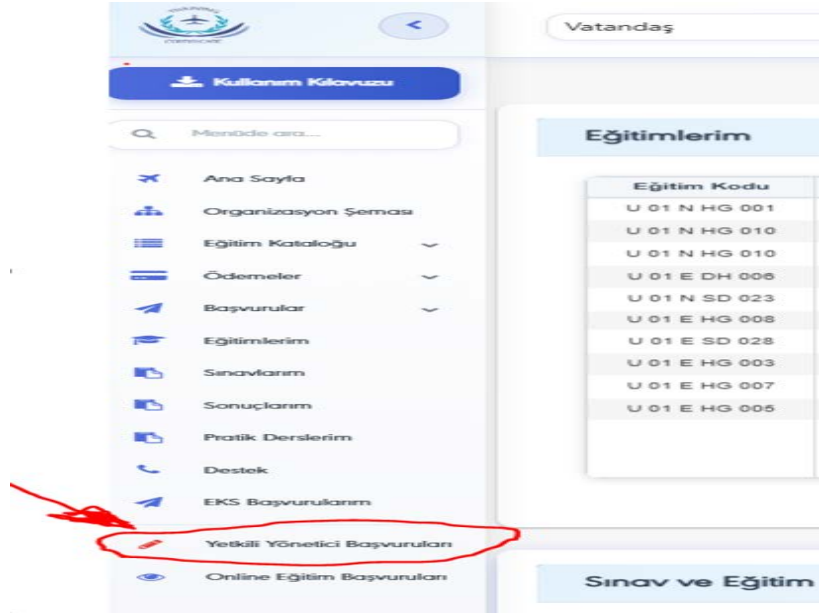 TRAINING
Vatandaş
Kullanım Kılavuzu
Menüde ara....
Ana Sayfa
Organizasyon Şeması
Eğitim Kataloğu
Ödemeler
Başvurular
Eğitimlerim
Sınavlarım
Sonuçlarım
Pratik Derslerim
Destek
EKS Başvurularım
Yetkili Yönetici Başvuruları
Online Eğitim Başvuruları
Eğitimlerim
Eğitim Kodu
U 01 N HG 001
U 01 N HG 010
U 01 N HG 010
U 01 E DH 006
U 01 N SD 023
U 01 E HG 008
U 01 E SD 028
U 01 E HG 003
U 01 E HG 007
U 01 E HG 005
Sınav ve Eğitim